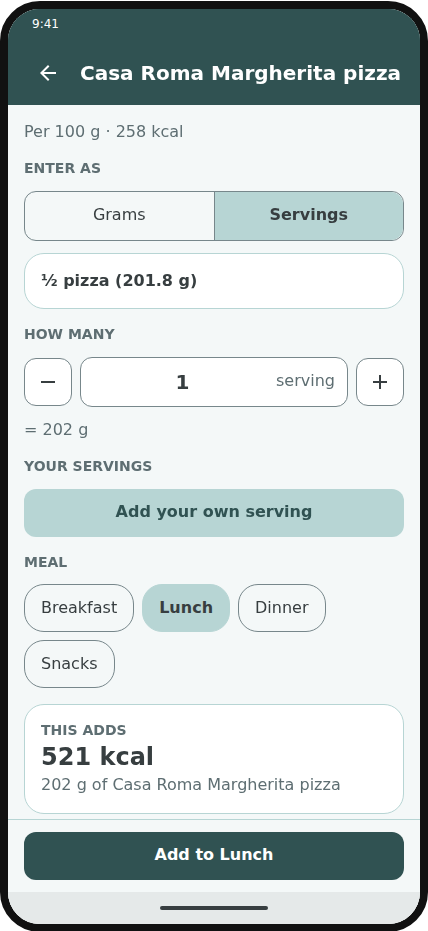 9:41
Casa Roma Margherita pizza
Per 100 g · 258 kcal
ENTER AS
Grams
Servings
½ pizza (201.8 g)
HOW MANY
− 1 serving +
= 202 g
YOUR SERVINGS
Add your own serving
MEAL
Breakfast
Lunch
Dinner
Snacks
THIS ADDS
521 kcal
202 g of Casa Roma Margherita pizza
Add to Lunch